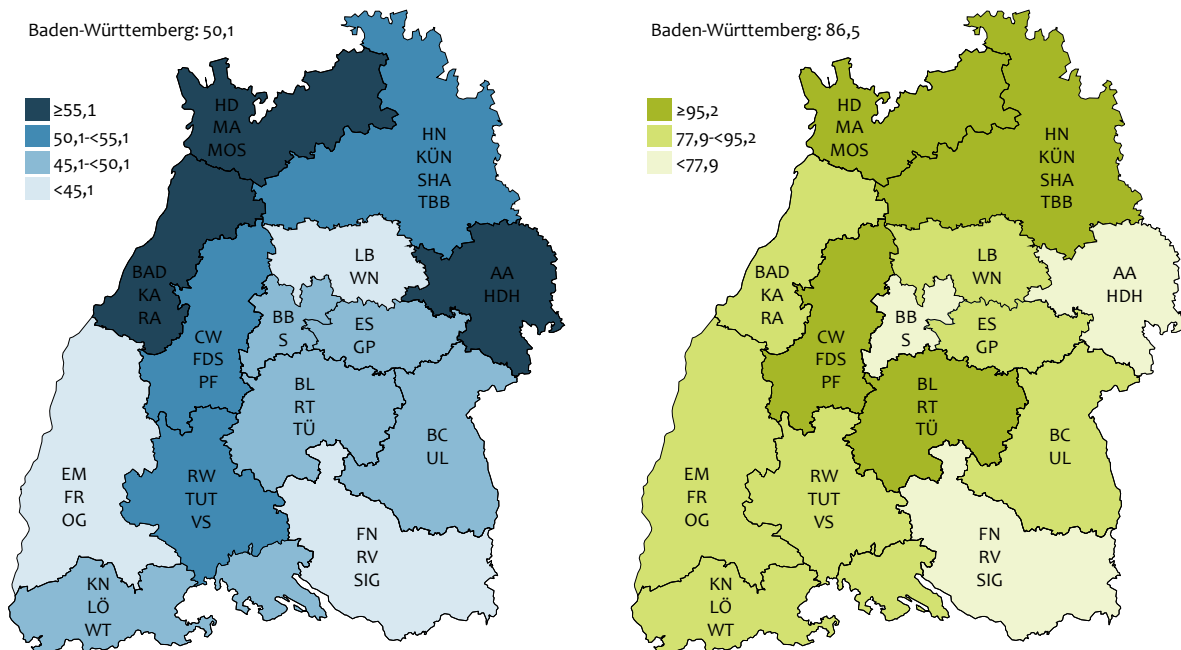 Baden-Württemberg: 50,1
≥55,1
50,1-<55,1
45,1-<50,1
<45,1
HD
MA
MOS
HN
KÜN
SHA
TBB
BAD
KA
RA
LB
WN
AA
HDH
CW
FDS
PF
BB
S
ES
GP
BL
RT
TÜ
BC
UL
EM
FR
OG
RW
TUT
VS
FN
RV
SIG
KN
LÖ
WT
Baden-Württemberg: 86,5
≥95,2
77,9-<95,2
<77,9
HD
MA
MOS
HN
KÜN
SHA
TBB
BAD
KA
RA
LB
WN
AA
HDH
CW
FDS
PF
BB
S
ES
GP
BL
RT
TÜ
BC
UL
EM
FR
OG
RW
TUT
VS
FN
RV
SIG
KN
LÖ
WT